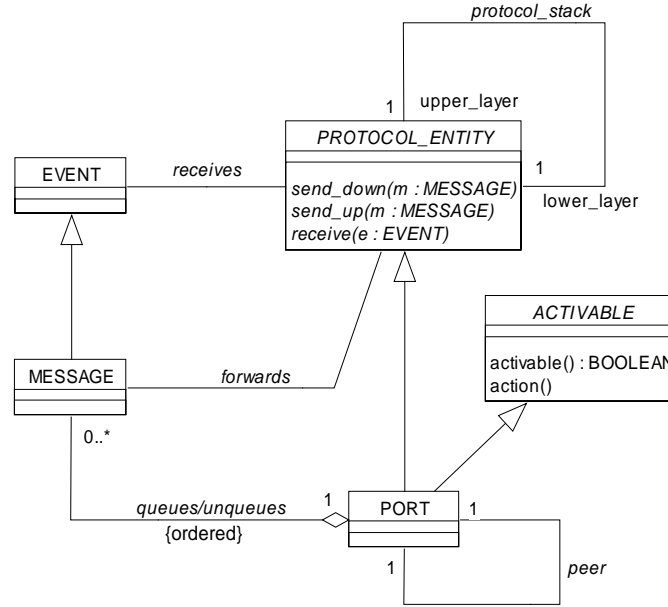 protocol_stack
1
upper_layer
PROTOCOL_ENTITY
EVENT
receives
1
send_down(m : MESSAGE)
send_up(m : MESSAGE)
receive(e : EVENT)
lower_layer
ACTIVABLE
activable() : BOOLEAN
action()
MESSAGE
forwards
0..*
queues/unqueues
{ordered}
1
PORT
1
1
peer